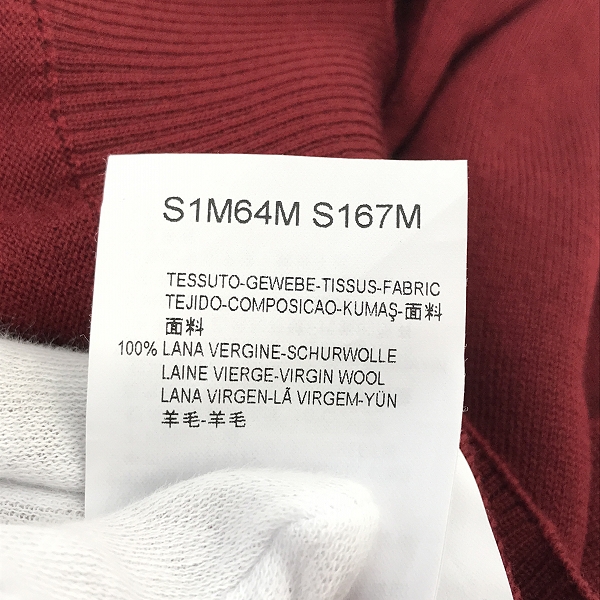 S1M64M S167M
TESSUTO-GEWEBE-TISSUS-FABRIC
TEJIDO-COMPOSICAO-KUMAŞ-面料
面料
100% LANA VERGINE-SCHURWOLLE
LAINE VIERGE-VIRGIN WOOL
LANA VIRGEN-LÃ VIRGEM-YÜN
羊毛-羊毛